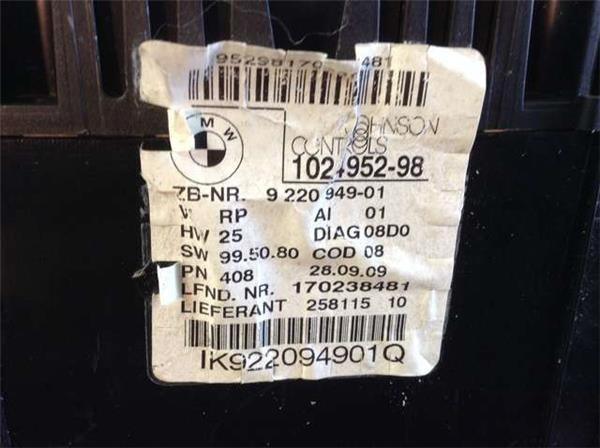 481
BMW
JOHNSON
CONTROLS
1024952-98
ZB-NR. 9 220 949-01
RP AI 01
HW 25 DIAG 08D0
SW 99.50.80 COD 08
PN 408 28.09.09
LFND. NR. 170238481
LIEFERANT 258115 10
IK922094901Q